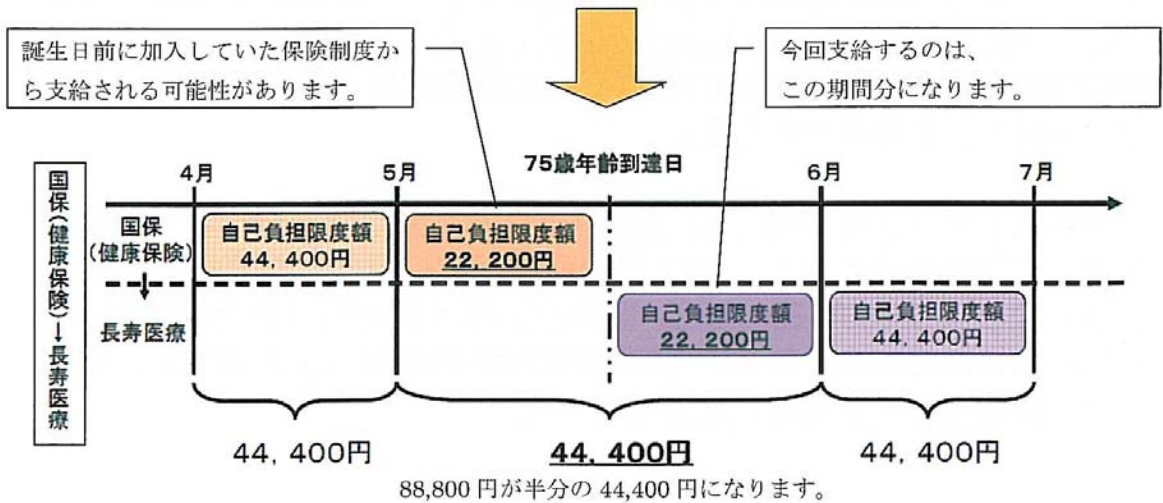 誕生日前に加入していた保険制度か
ら支給される可能性があります。
今回支給するのは、
この期間分になります。
75歳年齢到達日
4月
5月
6月
7月
国保(健康保険)→長寿医療
国保
(健康保険)
長寿医療
自己負担限度額
44,400円
自己負担限度額
22,200円
自己負担限度額
22,200円
自己負担限度額
44,400円
44,400円
44,400円
44,400円
88,800円が半分の44,400円になります。